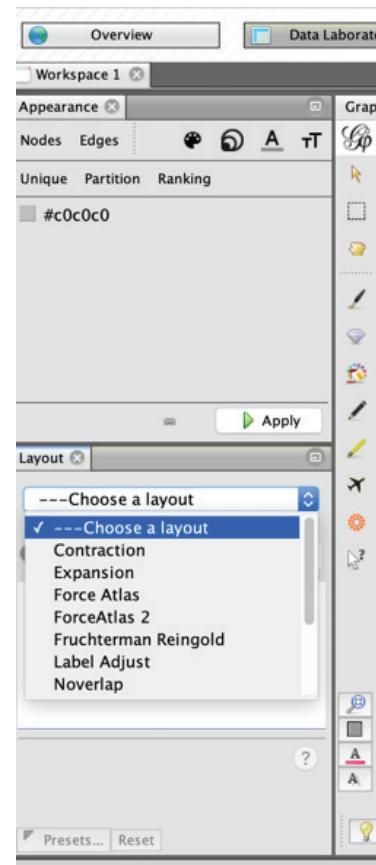 Overview
Data Laborato
Workspace 1
Appearance
Grap
Nodes Edges A TT
Unique Partition Ranking
#c0c0c0
Apply
Layout
---Choose a layout
✓ ---Choose a layout
Contraction
Expansion
Force Atlas
ForceAtlas 2
Fruchterman Reingold
Label Adjust
Noverlap
?
A
A
Presets... Reset